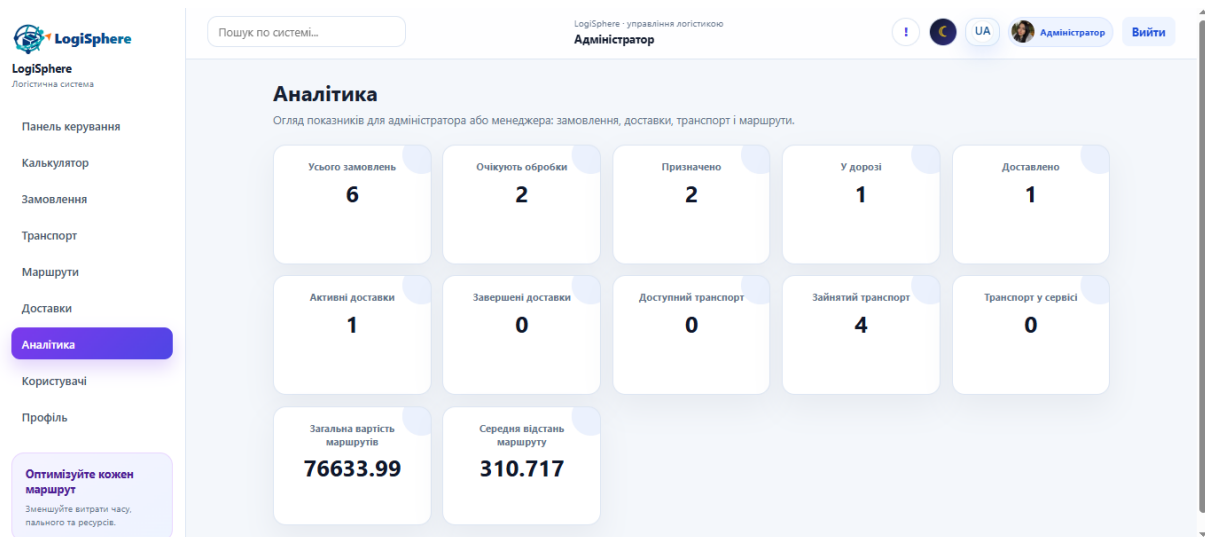 LogiSphere
LogiSphere
Логістична система
Панель керування
Калькулятор
Замовлення
Транспорт
Маршрути
Доставки
Аналітика
Користувачі
Профіль
Оптимізуйте кожен
маршрут
Зменшуйте витрати часу,
пального та ресурсів.
Пошук по системі...
LogiSphere · управління логістикою
Адміністратор
!
UA
Адміністратор
Вийти
Аналітика
Огляд показників для адміністратора або менеджера: замовлення, доставки, транспорт і маршрути.
Усього замовлень
6
Очікують обробки
2
Призначено
2
У дорозі
1
Доставлено
1
Активні доставки
1
Завершені доставки
0
Доступний транспорт
0
Зайнятий транспорт
4
Транспорт у сервісі
0
Загальна вартість
маршрутів
76633.99
Середня відстань
маршруту
310.717